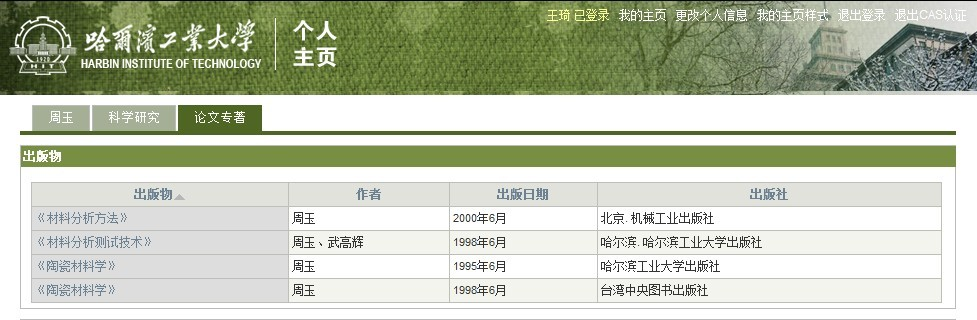 王琦 已登录 我的主页 更改个人信息 我的主页样式 退出登录 退出CAS认证
哈尔滨工业大学
HARBIN INSTITUTE OF TECHNOLOGY
个人
主页
1920
HIT
周玉 科学研究 论文专著
出版物
出版物 作者 出版日期 出版社
《材料分析方法》 周玉 2000年6月 北京. 机械工业出版社
《材料分析测试技术》 周玉、武高辉 1998年6月 哈尔滨. 哈尔滨工业大学出版社
《陶瓷材料学》 周玉 1995年6月 哈尔滨工业大学出版社
《陶瓷材料学》 周玉 1998年6月 台湾中央图书出版社